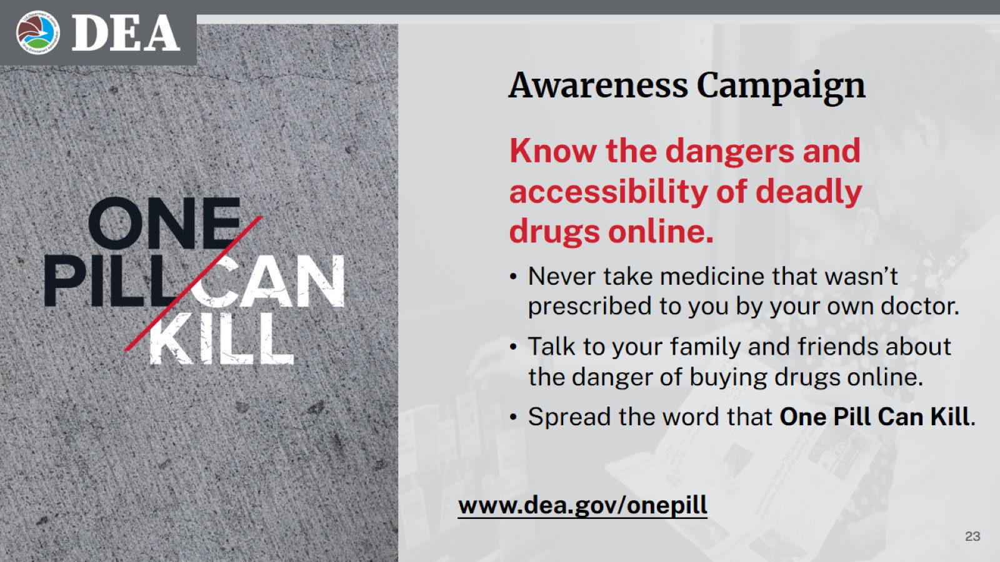 DEA
ONE
PILL CAN
KILL
Awareness Campaign
Know the dangers and
accessibility of deadly
drugs online.
• Never take medicine that wasn’t
prescribed to you by your own doctor.
• Talk to your family and friends about
the danger of buying drugs online.
• Spread the word that One Pill Can Kill.
www.dea.gov/onepill
23